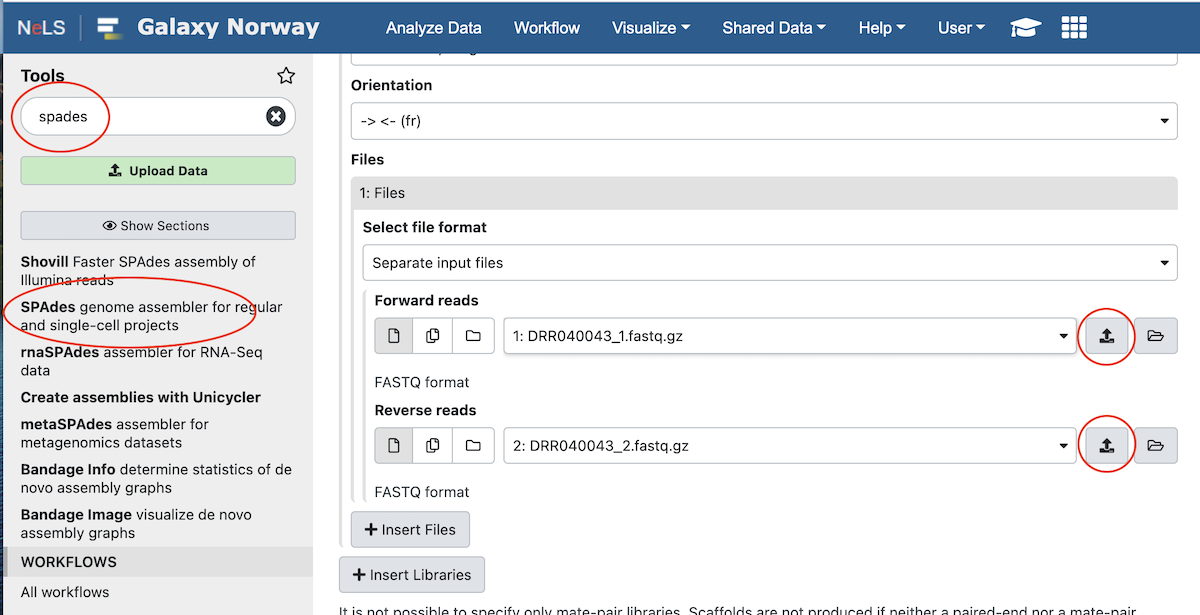 NeLS Galaxy Norway Analyze Data Workflow Visualize Shared Data Help User
Tools
spades
Upload Data
Show Sections
Shovill Faster SPAdes assembly of
Illumina reads
SPAdes genome assembler for regular
and single-cell projects
rnaSPAdes assembler for RNA-Seq
data
Create assemblies with Unicycler
metaSPAdes assembler for
metagenomics datasets
Bandage Info determine statistics of de
novo assembly graphs
Bandage Image visualize de novo
assembly graphs
WORKFLOWS
All workflows
Orientation
-> <- (fr)
Files
1: Files
Select file format
Separate input files
Forward reads
1: DRR040043_1.fastq.gz
FASTQ format
Reverse reads
2: DRR040043_2.fastq.gz
FASTQ format
+ Insert Files
+ Insert Libraries
It is not possible to specify only mate-pair libraries. Scaffolds are not produced if neither a paired-end nor a mate-pair